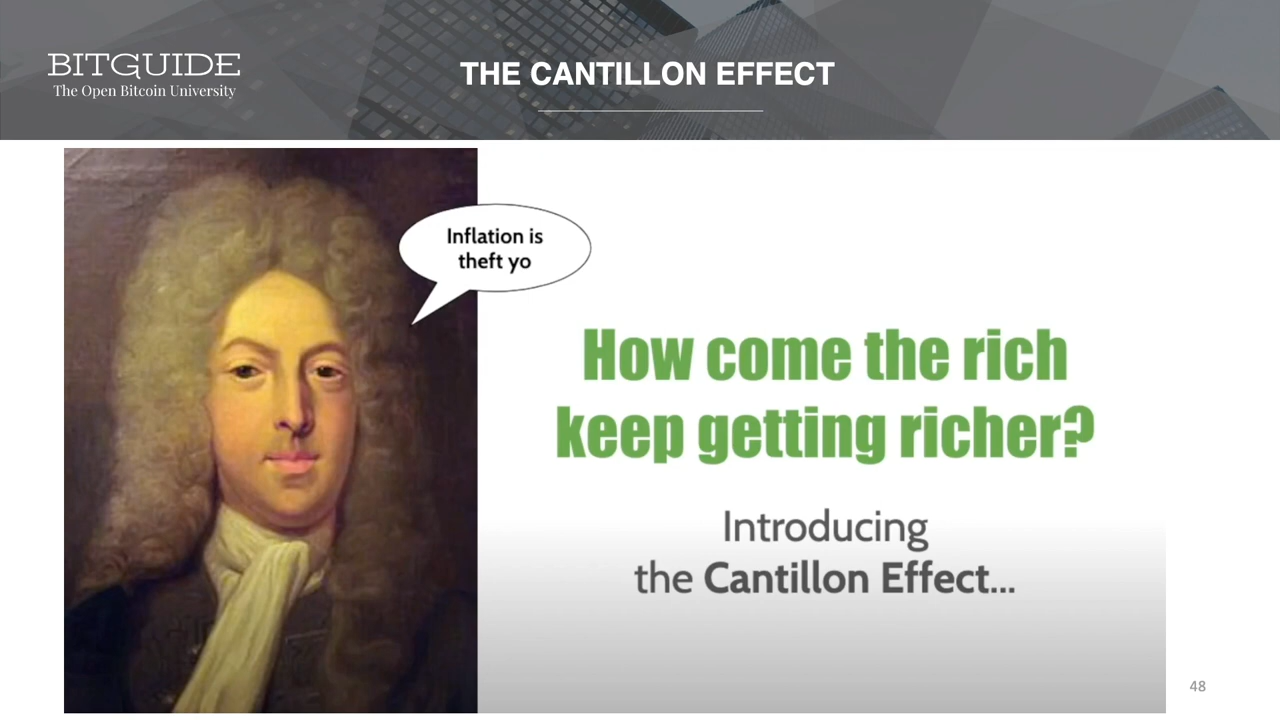 BITGUIDE
The Open Bitcoin University
THE CANTILLON EFFECT
Inflation is
theft yo
How come the rich
keep getting richer?
Introducing
the Cantillon Effect...
48